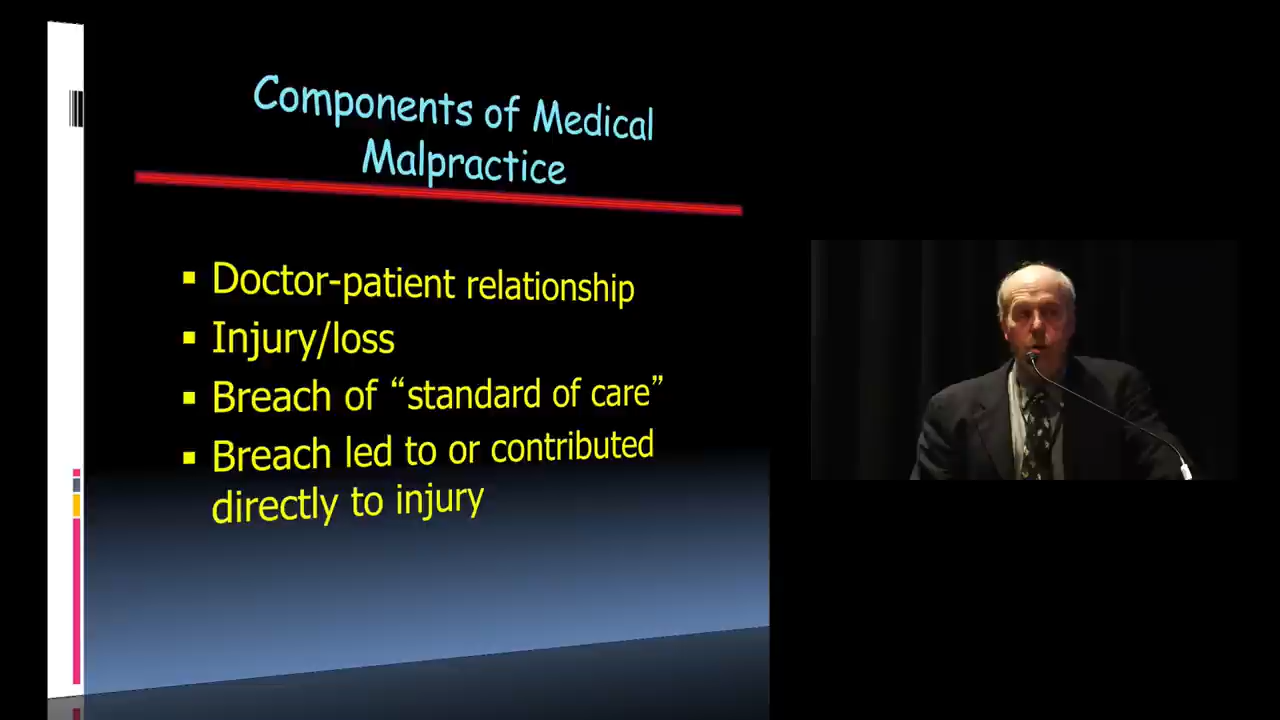 Components of Medical
Malpractice
▪ Doctor-patient relationship
▪ Injury/loss
▪ Breach of “standard of care”
▪ Breach led to or contributed
directly to injury